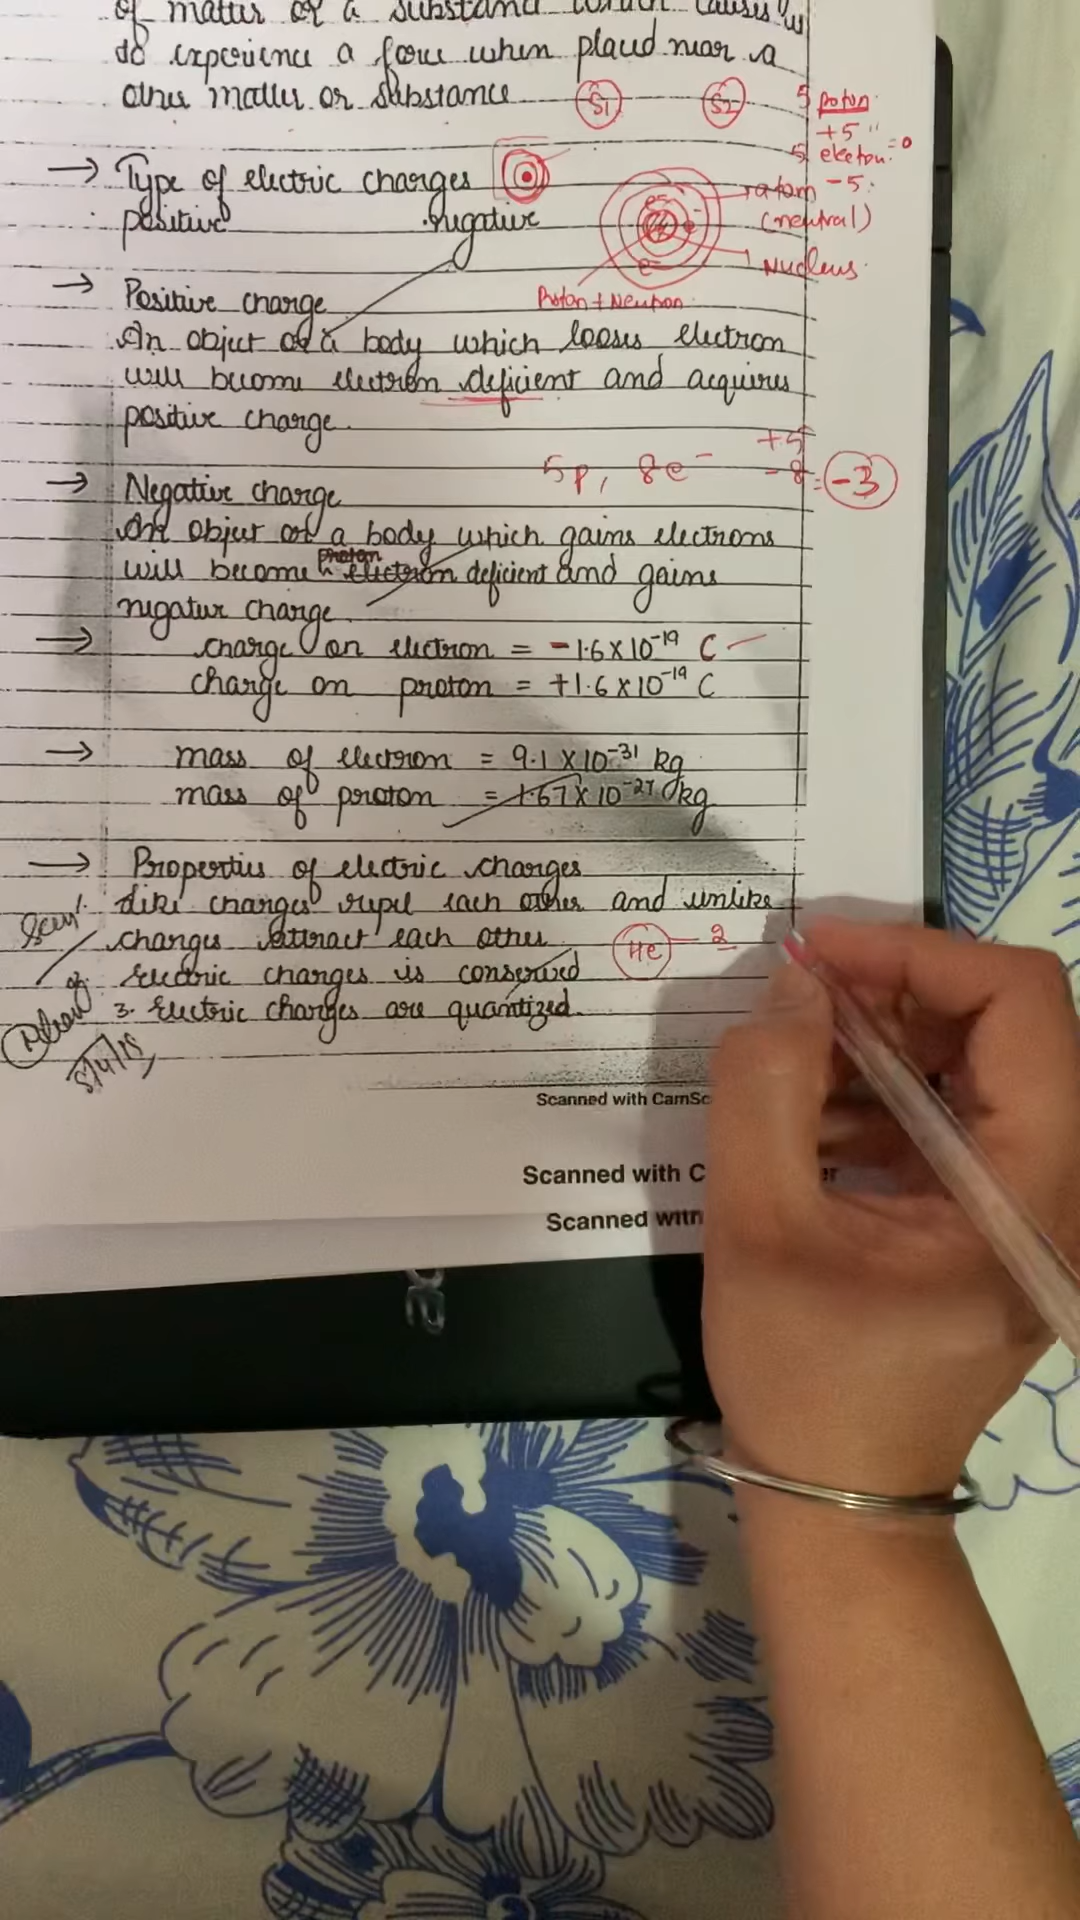 of matter or a substance which causes it
to experience a force when placed near a
other matter or substance
S1
S2
5 proton
+5
5 electon = 0
-5
→ Type of electric charges
positive negative
e-
e-
e-
atom
(neutral)
Nucleus
Proton + Neutron
→ Positive charge
An object of a body which looses electron
will become electron deficient and acquires
positive charge.
→ Negative charge
5p, 8e-
+5
-8 = -3
An object of a body which gains electrons
will become proton electron deficient and gains
negative charge.
→ charge on electron = -1.6 x 10-19 C
charge on proton = +1.6 x 10-19 C
→ mass of electron = 9.1 x 10-31 kg
mass of proton = 1.67 x 10-27 kg
→ Properties of electric charges
like charges repel each other and unlike
charges attract each other
He - 2
2. Electric charges is conserved
3. Electric charges are quantized.
5/4/18
Scanned with CamSc
Scanned with C er
Scanned with